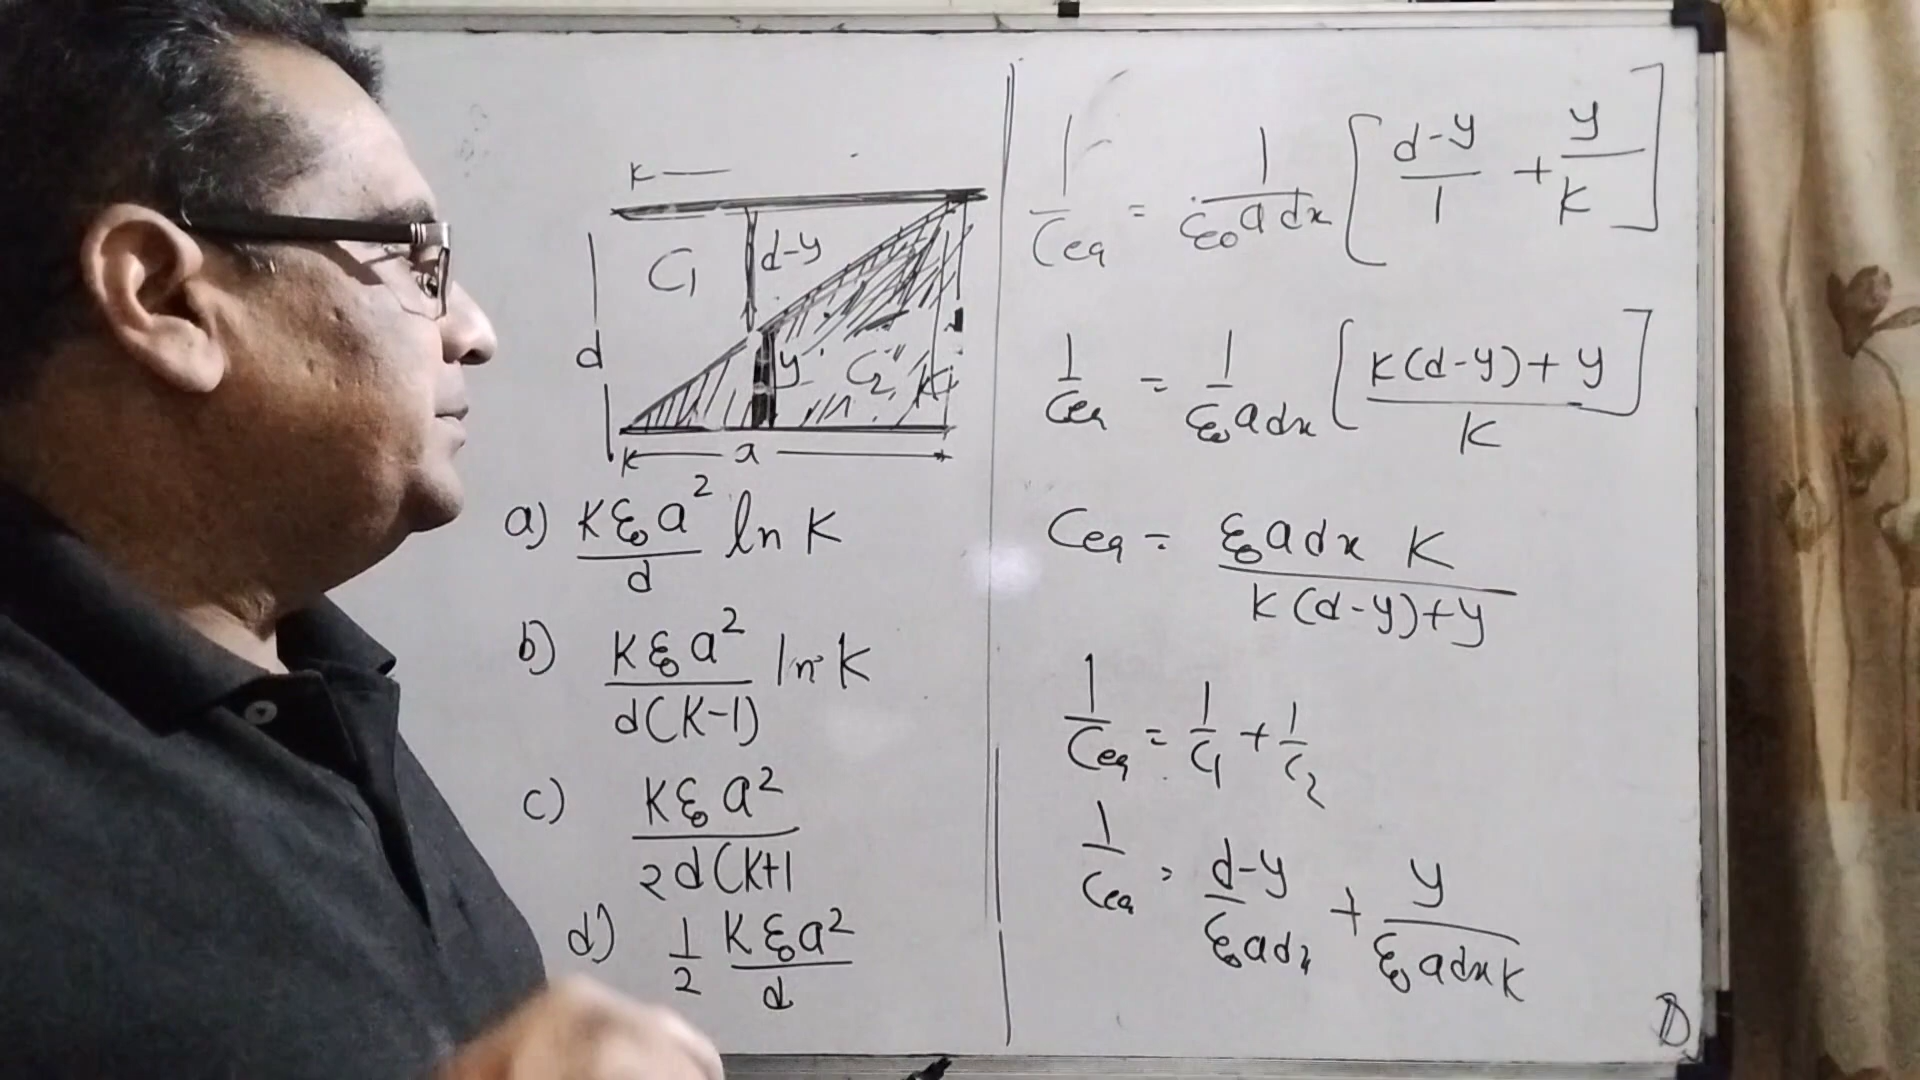 K
C₁ d-y
d
y C₂ K
K a
a) Kε₀a²/d ln K
b) Kε₀a²/d(K-1) ln K
c) Kε₀a²/2d(K+1
d) 1/2 Kε₀a²/d
1/Ceq = 1/ε₀adx [d-y/1 + y/K]
1/Ceq = 1/ε₀adx [K(d-y)+y/K]
Ceq = ε₀adx K/K(d-y)+y
1/Ceq = 1/C₁ + 1/C₂
1/Ceq = d-y/ε₀adx + y/ε₀adxK